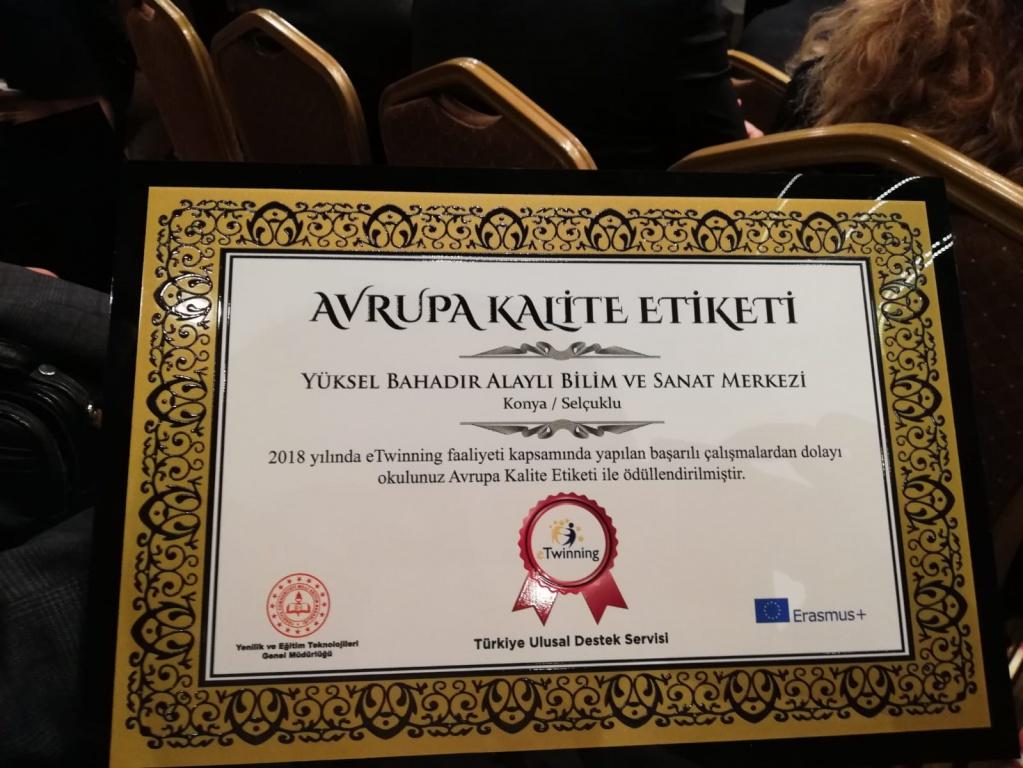 AVRUPA KALİTE ETİKETİ
YÜKSEL BAHADIR ALAYLI BİLİM VE SANAT MERKEZİ
Konya / Selçuklu
2018 yılında eTwinning faaliyeti kapsamında yapılan başarılı çalışmalardan dolayı
okulunuz Avrupa Kalite Etiketi ile ödüllendirilmiştir.
eTwinning
Erasmus+
Yenilik ve Eğitim Teknolojileri
Genel Müdürlüğü
Türkiye Ulusal Destek Servisi